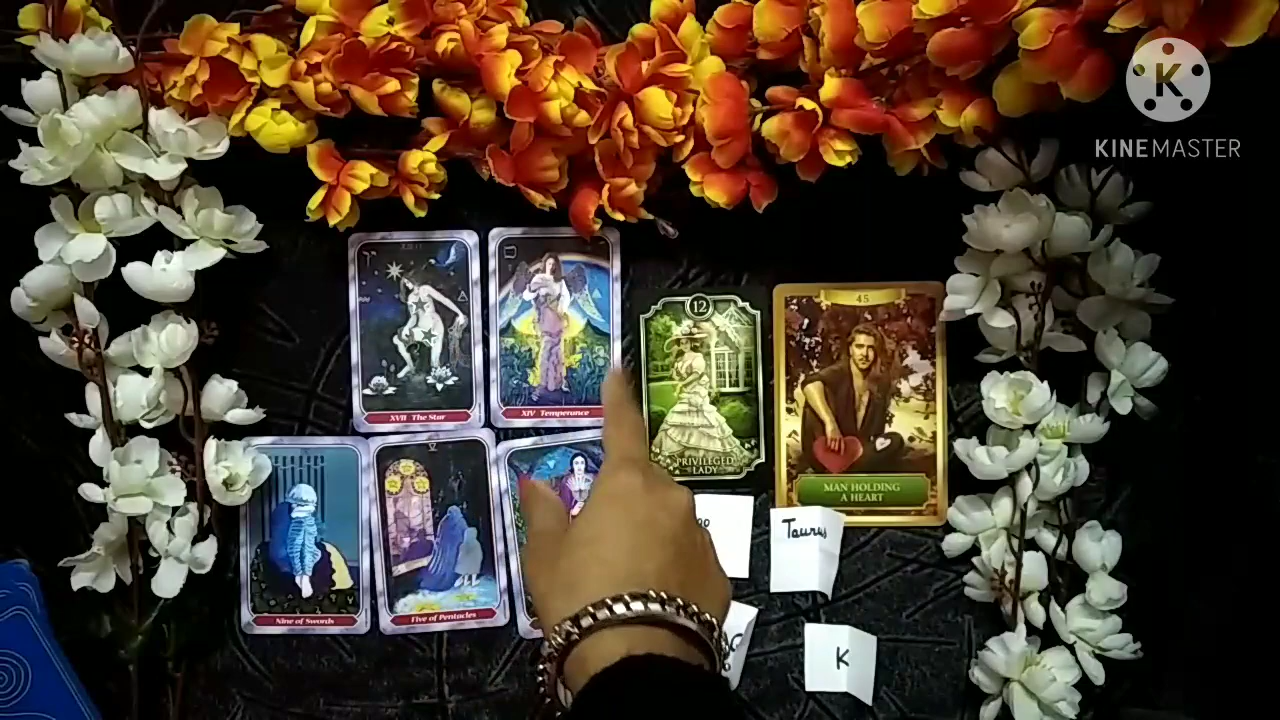 KINEMASTER
XVII The Star
XIV Temperance
12
PRIVILEGED
LADY
45
MAN HOLDING
A HEART
Nine of Swords
Five of Pentacles
Taurus
K